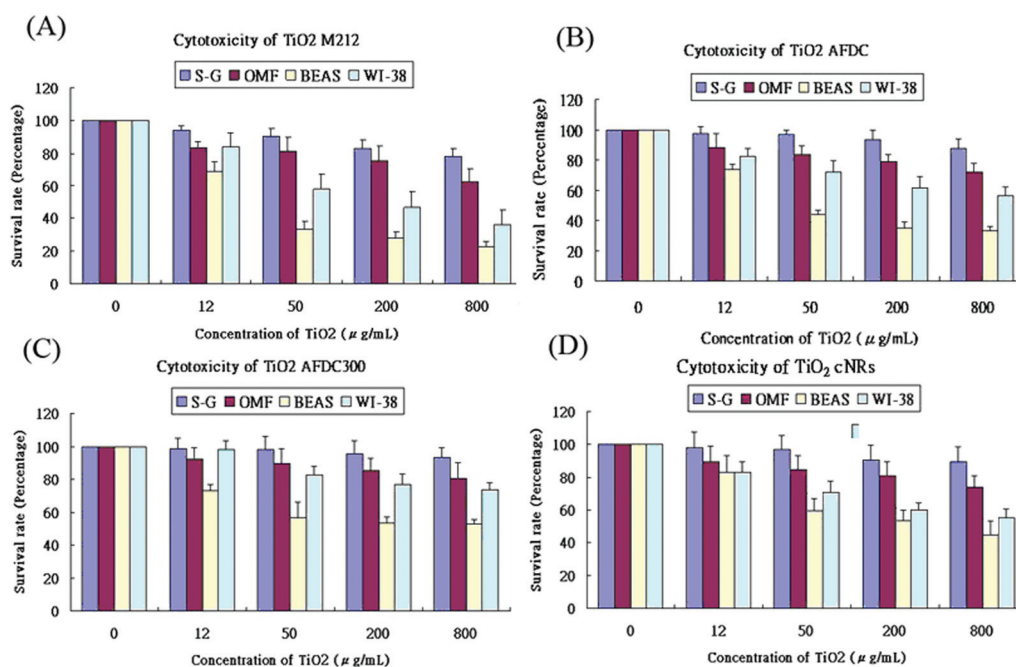 (A)
Cytotoxicity of TiO2 M212
S-G OMF BEAS WI-38
Survival rate (Percentage)
120
100
80
60
40
20
0
0 12 50 200 800
Concentration of TiO2 ( μ g/mL)
(B)
Cytotoxicity of TiO2 AFDC
S-G OMF BEAS WI-38
Survival rate (Percentage)
120
100
80
60
40
20
0
0 12 50 200 800
Concentration of TiO2 ( μ g/mL)
(C)
Cytotoxicity of TiO2 AFDC300
S-G OMF BEAS WI-38
Survival rate (Percentage)
120
100
80
60
40
20
0
0 12 50 200 800
Concentration of TiO2 ( μ g/mL)
(D)
Cytotoxicity of TiO₂ cNRs
S-G OMF BEAS WI-38
Survival rate (Percentage)
120
100
80
60
40
20
0
0 12 50 200 800
Concentration of TiO2 ( μ g/mL)